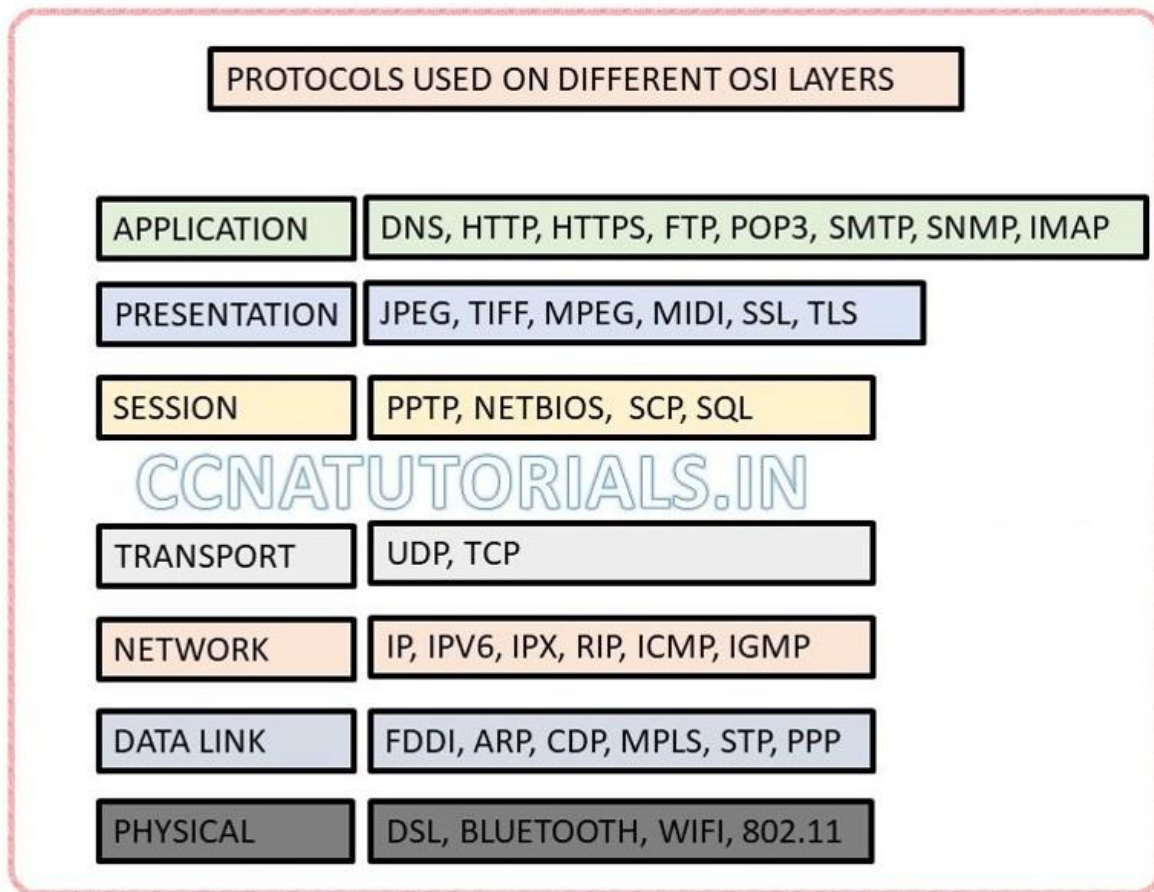 PROTOCOLS USED ON DIFFERENT OSI LAYERS
APPLICATION DNS, HTTP, HTTPS, FTP, POP3, SMTP, SNMP, IMAP
PRESENTATION JPEG, TIFF, MPEG, MIDI, SSL, TLS
SESSION PPTP, NETBIOS, SCP, SQL
CCNATUTORIALS.IN
TRANSPORT UDP, TCP
NETWORK IP, IPV6, IPX, RIP, ICMP, IGMP
DATA LINK FDDI, ARP, CDP, MPLS, STP, PPP
PHYSICAL DSL, BLUETOOTH, WIFI, 802.11